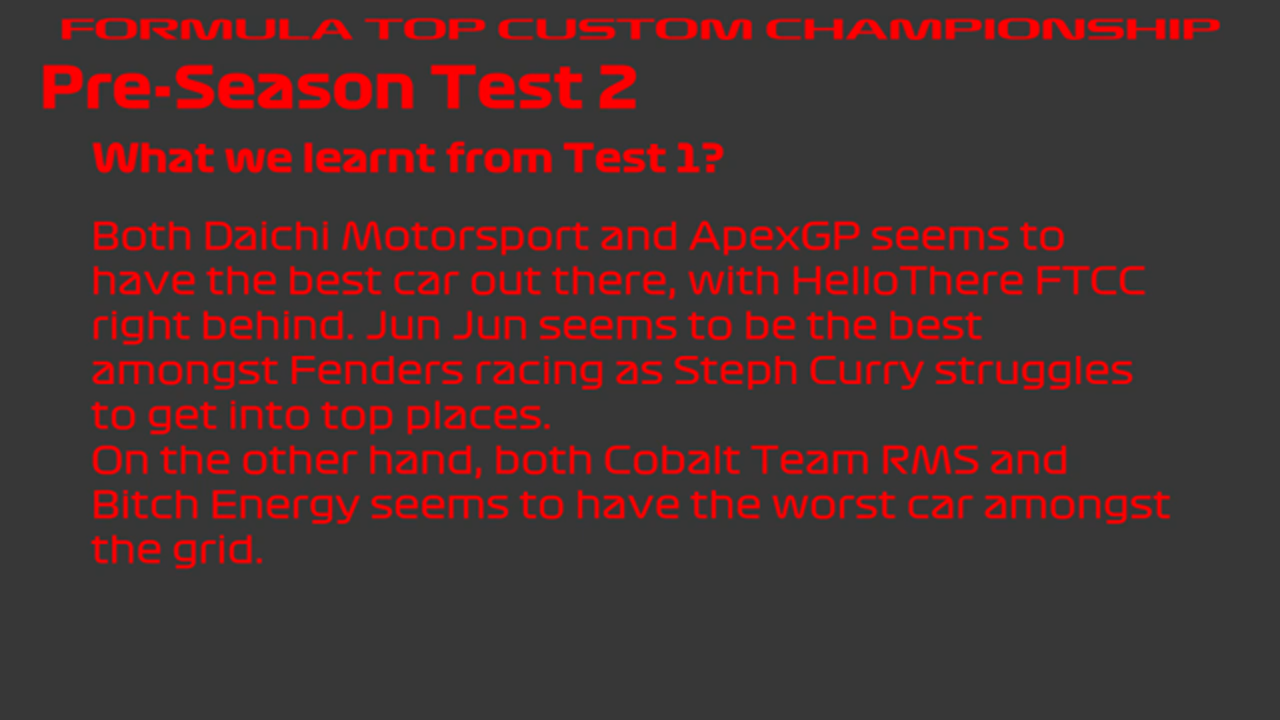 FORMULA TOP CUSTOM CHAMPIONSHIP
Pre-Season Test 2
What we learnt from Test 1?
Both Daichi Motorsport and ApexGP seems to
have the best car out there, with HelloThere FTCC
right behind. Jun Jun seems to be the best
amongst Fenders racing as Steph Curry struggles
to get into top places.
On the other hand, both Cobalt Team RMS and
Bitch Energy seems to have the worst car amongst
the grid.